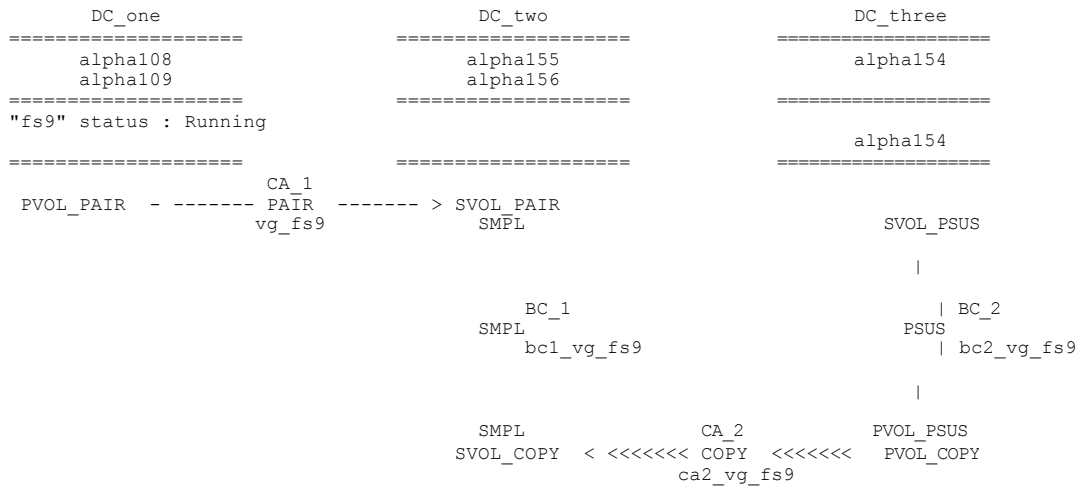 DC_one DC_two DC_three
==================== ==================== ====================
alpha108 alpha155 alpha154
alpha109 alpha156
==================== ==================== ====================
"fs9" status : Running
alpha154
==================== ==================== ====================
CA_1
PVOL_PAIR - ------- PAIR ------- > SVOL_PAIR
vg_fs9 SMPL SVOL_PSUS
|
BC_1 | BC_2
SMPL PSUS
bc1_vg_fs9 | bc2_vg_fs9
|
SMPL CA_2 PVOL_PSUS
SVOL_COPY < <<<<<<< COPY <<<<<<< PVOL_COPY
ca2_vg_fs9